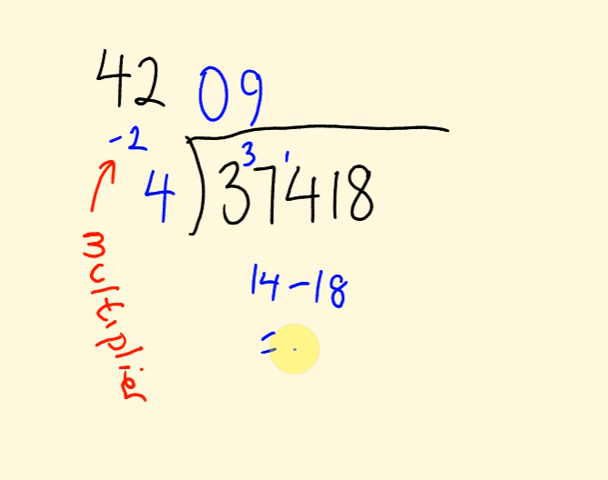 42 09
-2
4 ) 3³7¹418
multiplier
14-18
=